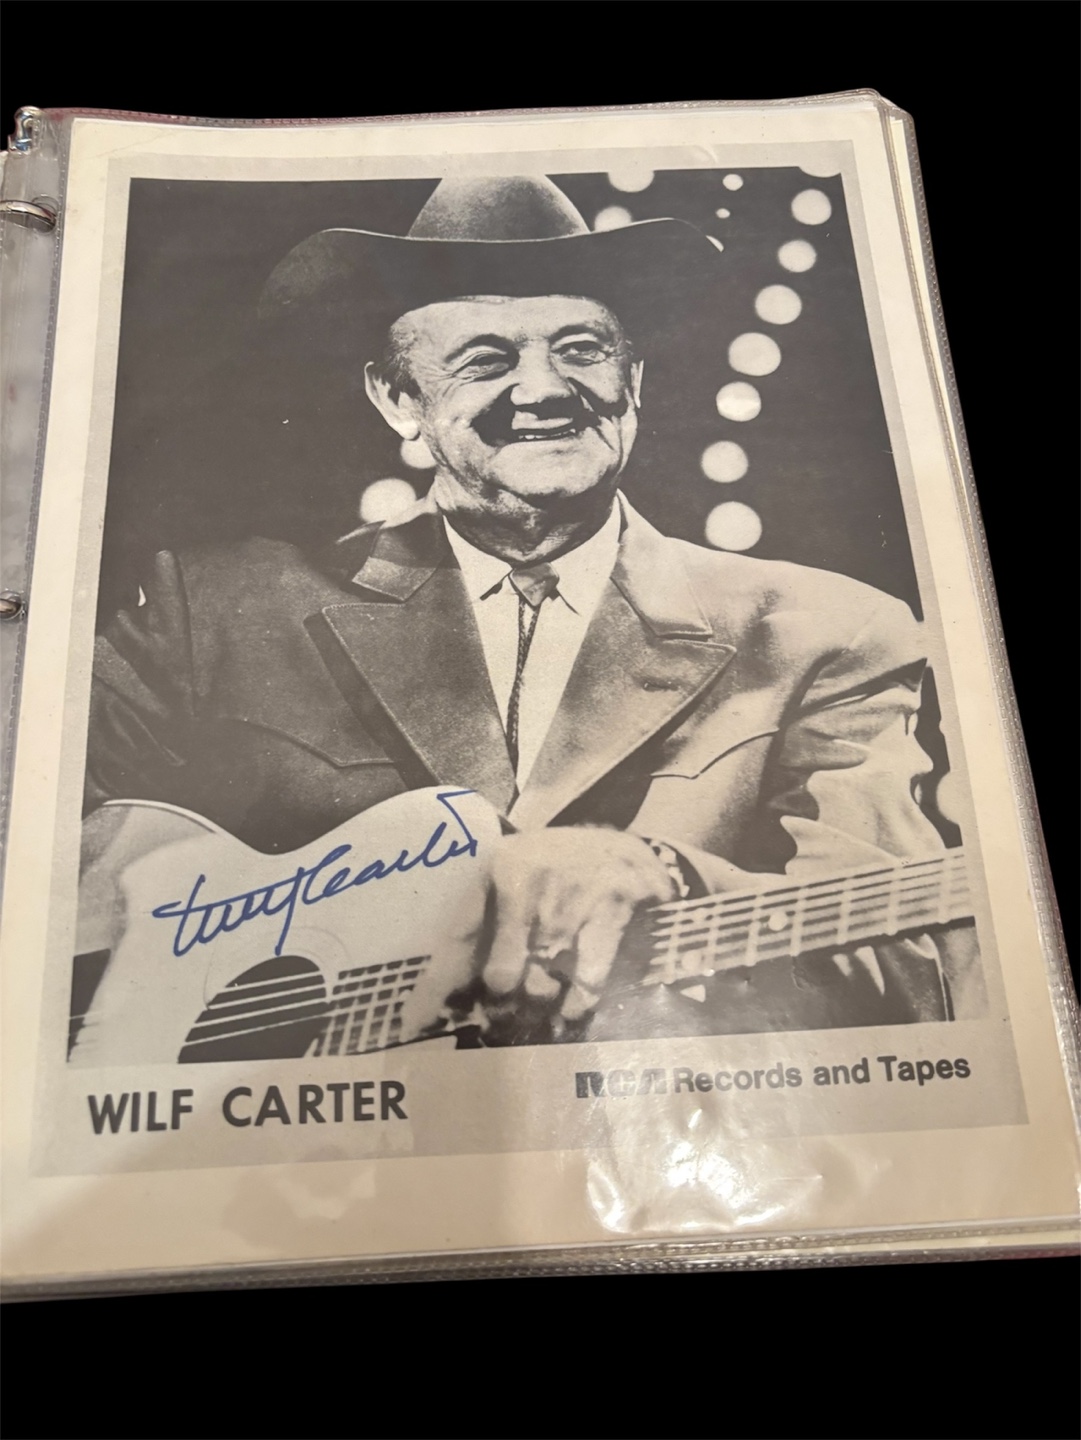 Wilf Carter
WILF CARTER
RCA Records and Tapes